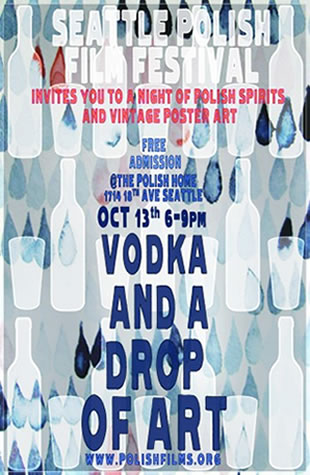 SEATTLE POLISH
FILM FESTIVAL
INVITES YOU TO A NIGHT OF POLISH SPIRITS
AND VINTAGE POSTER ART
FREE
ADMISSION
@THE POLISH HOME
1714 18TH AVE SEATTLE
OCT 13th 6-9PM
VODKA
AND A
DROP
OF ART
WWW.POLISHFILMS.ORG